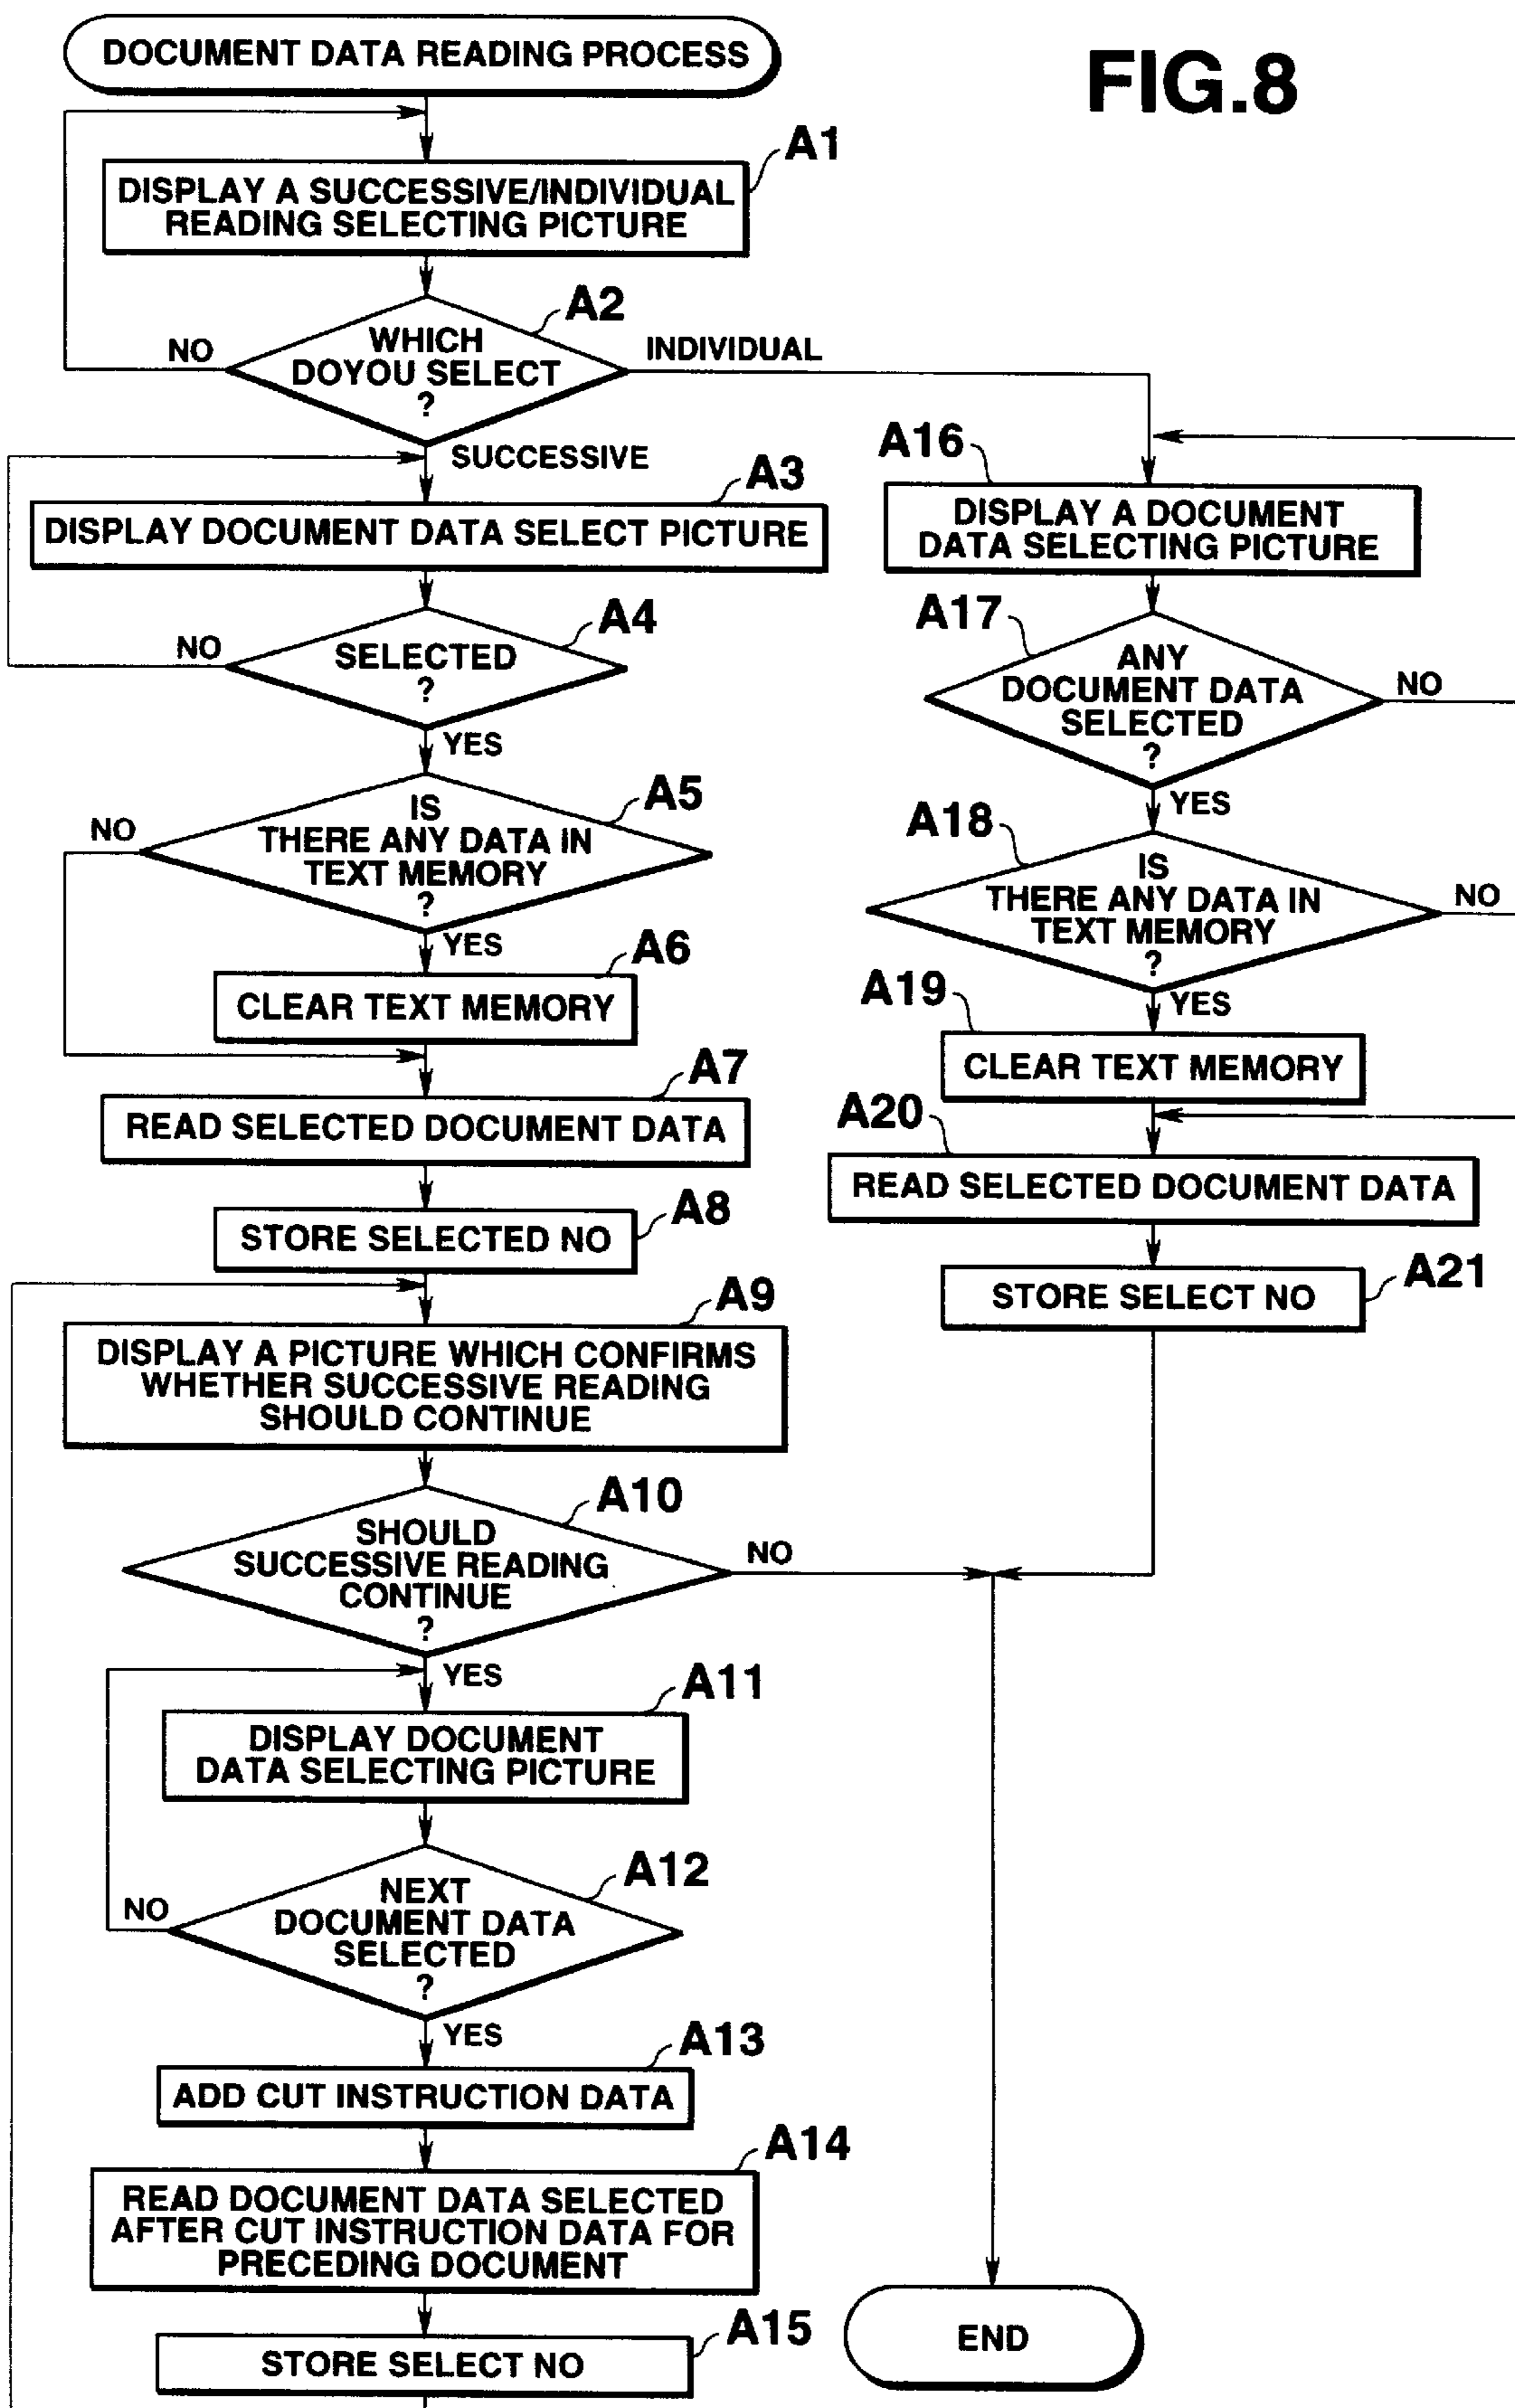 DOCUMENT DATA READING PROCESS
FIG.8
A1
DISPLAY A SUCCESSIVE/INDIVIDUAL
READING SELECTING PICTURE
A2
WHICH
DOYOU SELECT
?
NO
INDIVIDUAL
SUCCESSIVE
A3
DISPLAY DOCUMENT DATA SELECT PICTURE
A4
SELECTED
?
NO
YES
A5
IS
THERE ANY DATA IN
TEXT MEMORY
?
NO
YES
A6
CLEAR TEXT MEMORY
A7
READ SELECTED DOCUMENT DATA
A8
STORE SELECTED NO
A9
DISPLAY A PICTURE WHICH CONFIRMS
WHETHER SUCCESSIVE READING
SHOULD CONTINUE
A10
SHOULD
SUCCESSIVE READING
CONTINUE
?
NO
YES
A11
DISPLAY DOCUMENT
DATA SELECTING PICTURE
A12
NEXT
DOCUMENT DATA
SELECTED
?
NO
YES
A13
ADD CUT INSTRUCTION DATA
A14
READ DOCUMENT DATA SELECTED
AFTER CUT INSTRUCTION DATA FOR
PRECEDING DOCUMENT
A15
STORE SELECT NO
A16
DISPLAY A DOCUMENT
DATA SELECTING PICTURE
A17
ANY
DOCUMENT DATA
SELECTED
?
NO
YES
A18
IS
THERE ANY DATA IN
TEXT MEMORY
?
NO
YES
A19
CLEAR TEXT MEMORY
A20
READ SELECTED DOCUMENT DATA
A21
STORE SELECT NO
END